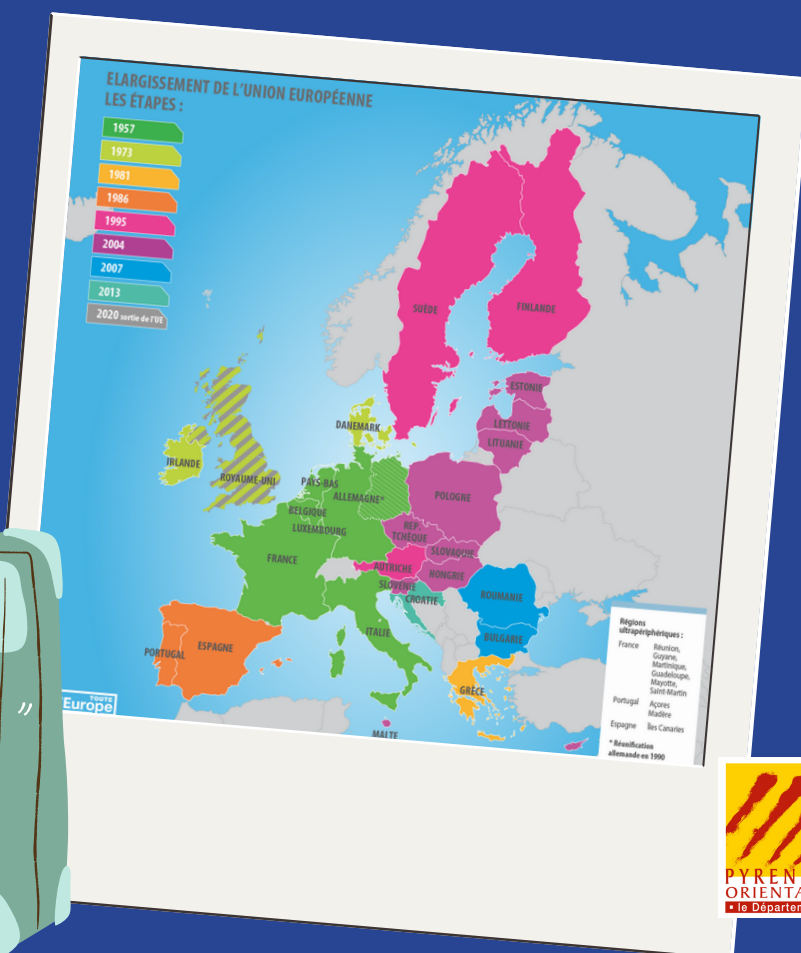 ELARGISSEMENT DE L'UNION EUROPÉENNE
LES ÉTAPES :
1957
1973
1981
1986
1995
2004
2007
2013
2020 sortie de l'UE
SUÈDE
FINLANDE
ESTONIE
LETTONIE
LITUANIE
DANEMARK
IRLANDE
ROYAUME-UNI
PAYS-BAS
ALLEMAGNE*
POLOGNE
BELGIQUE
LUXEMBOURG
RÉP.
TCHÈQUE
SLOVAQUIE
FRANCE
AUTRICHE
HONGRIE
SLOVÉNIE
CROATIE
ROUMANIE
ITALIE
BULGARIE
PORTUGAL
ESPAGNE
GRÈCE
MALTE
Régions
ultrapériphériques :
France Réunion,
Guyane,
Martinique,
Guadeloupe,
Mayotte,
Saint-Martin
Portugal Açores
Madère
Espagne Îles Canaries
* Réunification
allemande en 1990
TOUTE
Europe
PYREN
ORIENTA
le Départe